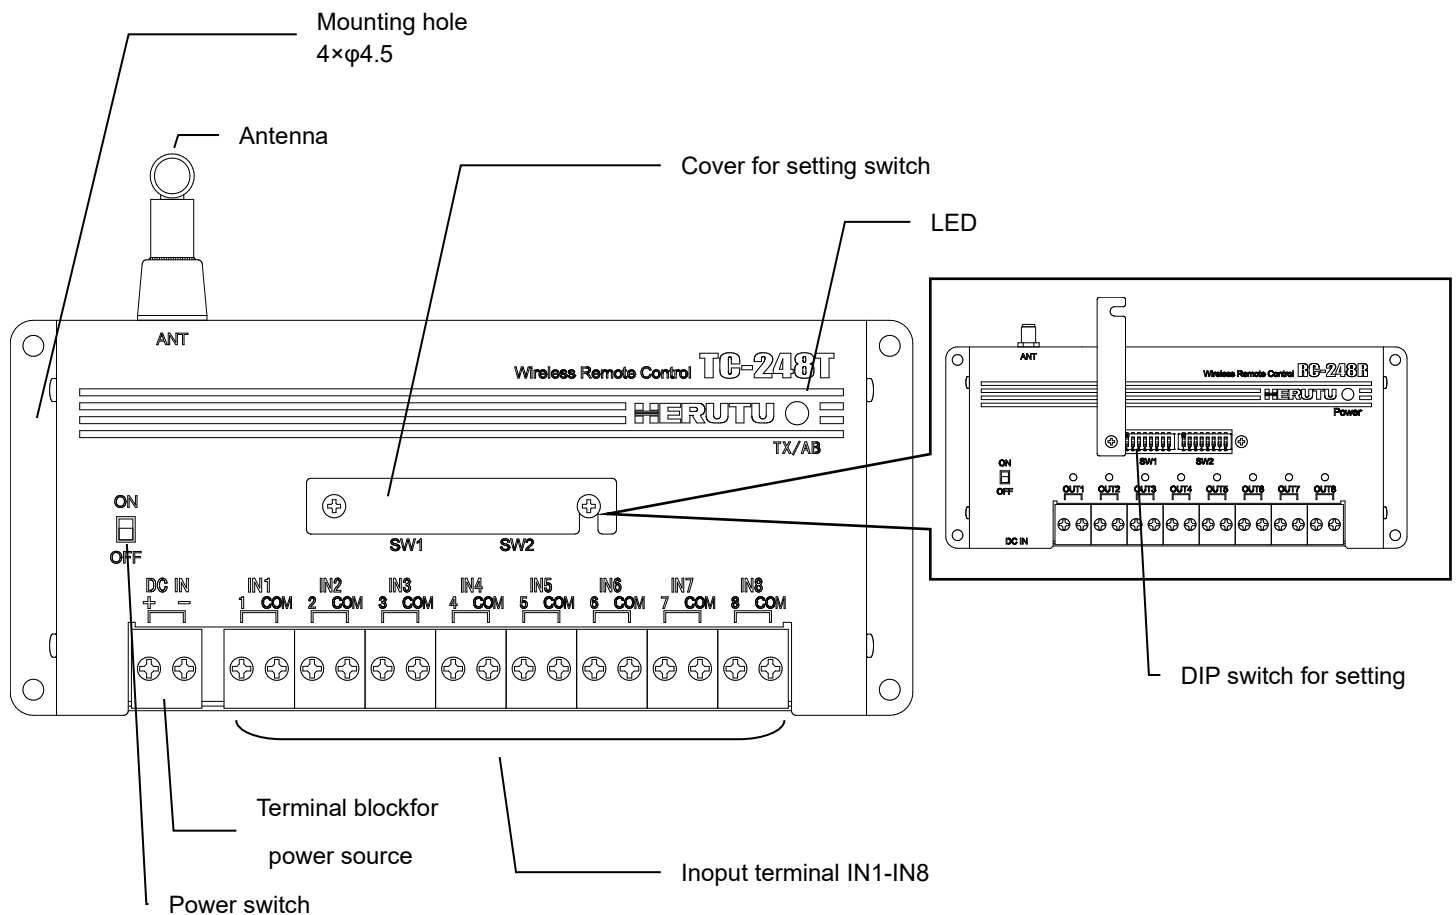 Mounting hole
4×φ4.5
Antenna
Cover for setting switch
LED
ANT
Wireless Remote Control TC-248T
HERUTU
TX/AB
ON
OFF
SW1 SW2
DC IN IN1 IN2 IN3 IN4 IN5 IN6 IN7 IN8
+ − 1 COM 2 COM 3 COM 4 COM 5 COM 6 COM 7 COM 8 COM
ANT
Wireless Remote Control RC-248R
HERUTU
Power
SW1 SW2
ON
OFF
OUT1 OUT2 OUT3 OUT4 OUT5 OUT6 OUT7 OUT8
DC IN
DIP switch for setting
Terminal blockfor
power source
Inoput terminal IN1-IN8
Power switch